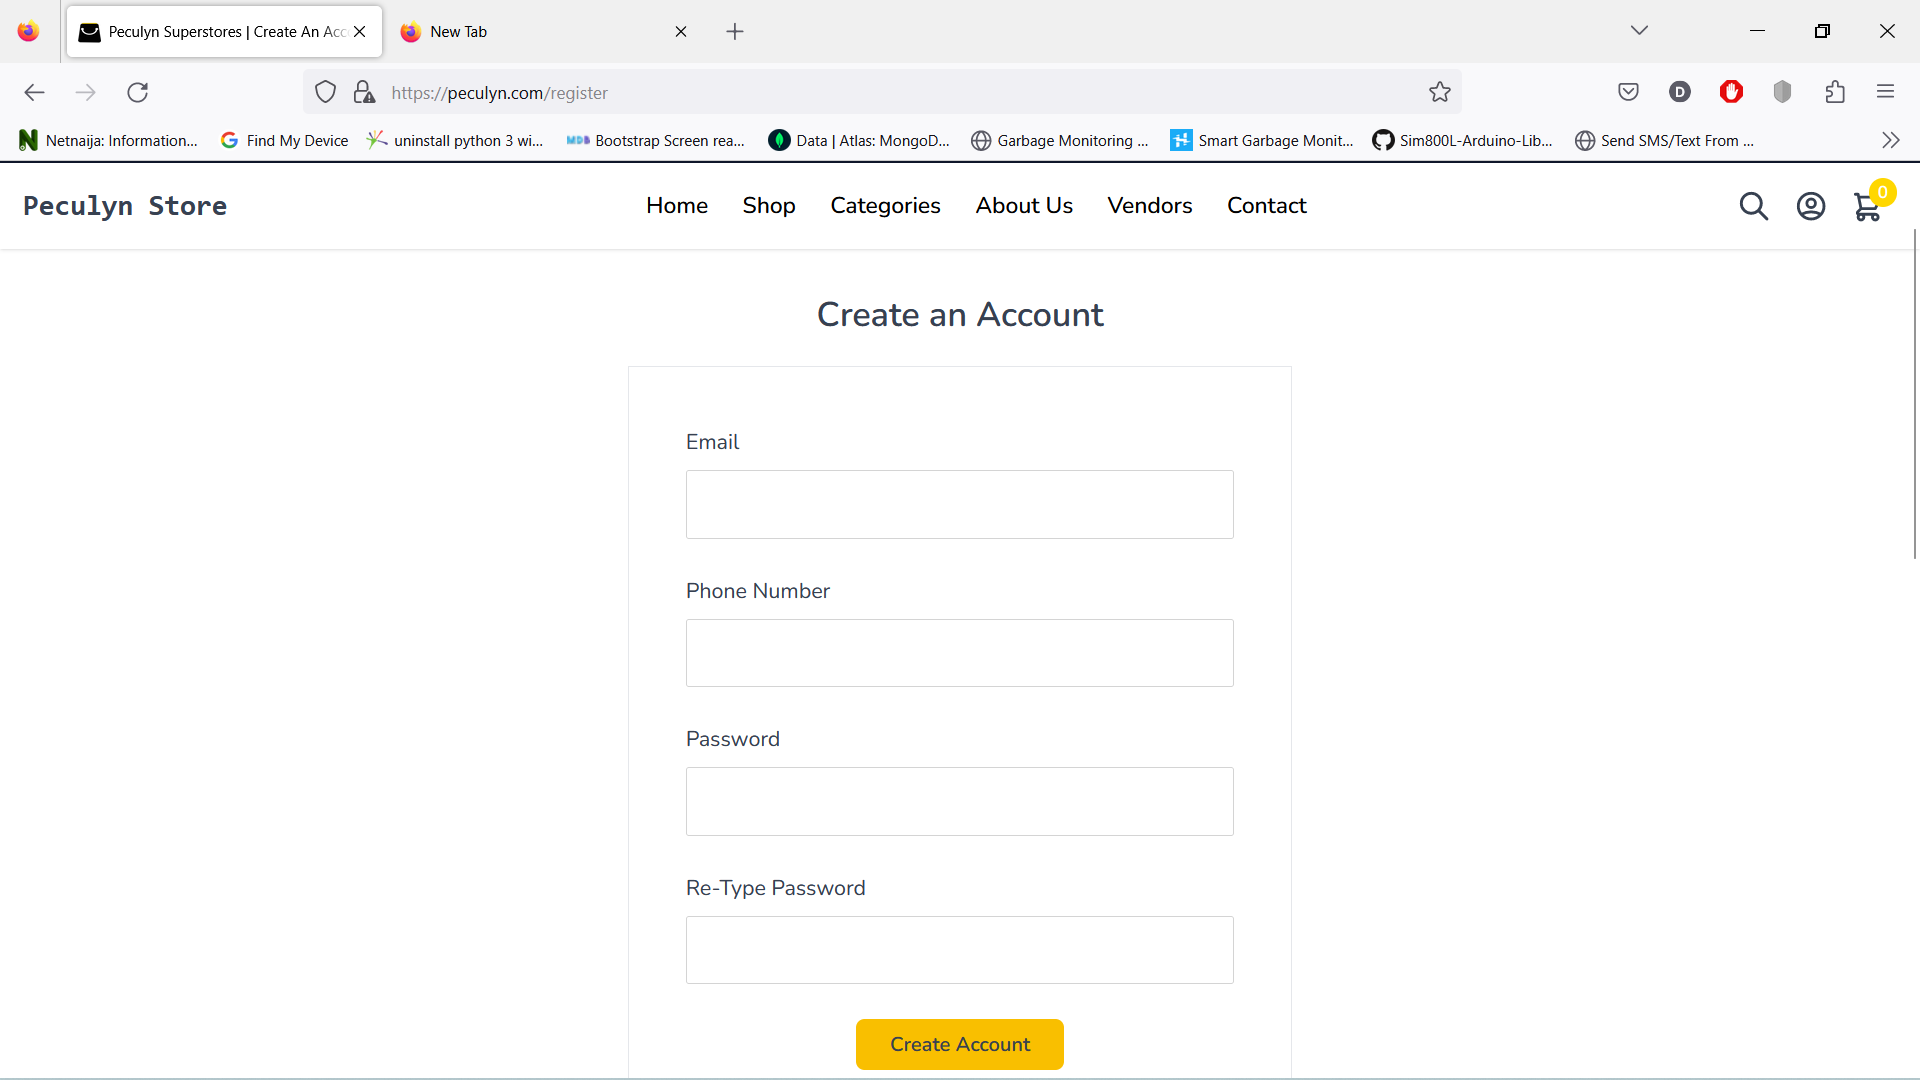 Peculyn Superstores | Create An Acc
New Tab
https://peculyn.com/register
D
Netnaija: Information...
Find My Device
uninstall python 3 wi...
MDB Bootstrap Screen rea...
Data | Atlas: MongoD...
Garbage Monitoring ...
Smart Garbage Monit...
Sim800L-Arduino-Lib...
Send SMS/Text From ...
Peculyn Store
Home
Shop
Categories
About Us
Vendors
Contact
0
Create an Account
Email
Phone Number
Password
Re-Type Password
Create Account